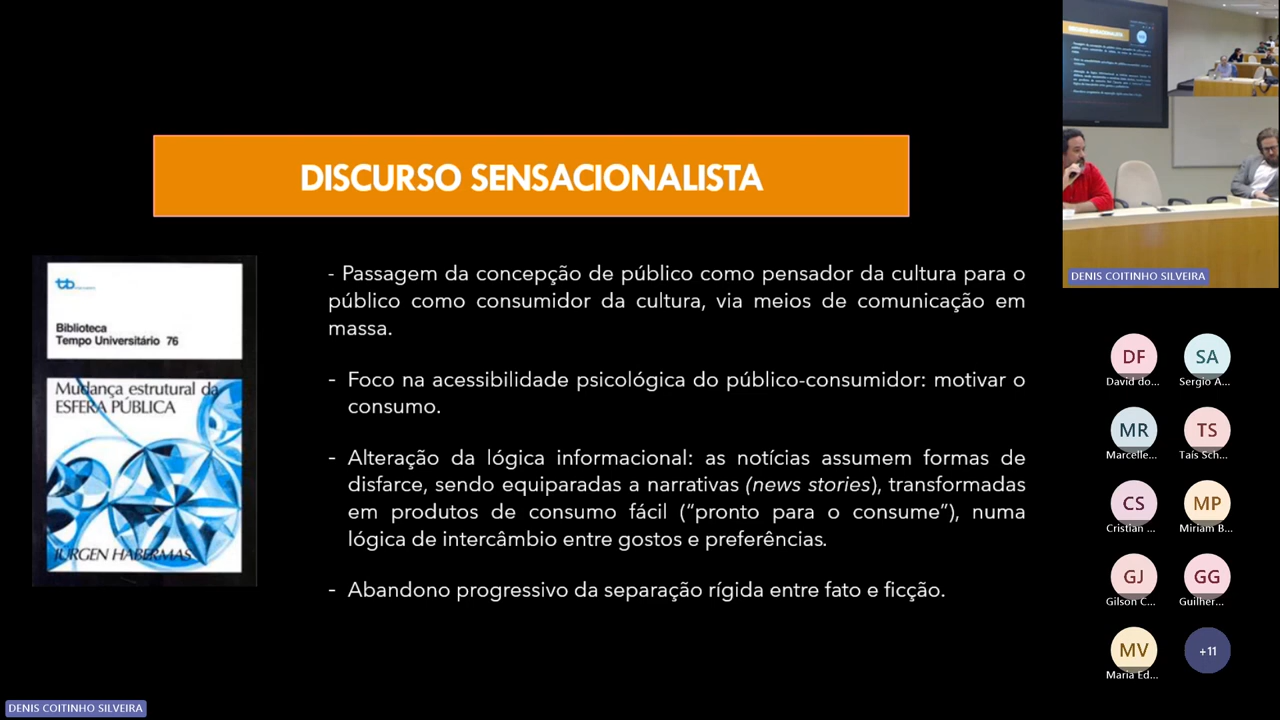 DISCURSO SENSACIONALISTA
Biblioteca
Tempo Universitário 76
Mudança estrutural da
ESFERA PÚBLICA
JÜRGEN HABERMAS
- Passagem da concepção de público como pensador da cultura para o
público como consumidor da cultura, via meios de comunicação em
massa.
- Foco na acessibilidade psicológica do público-consumidor: motivar o
consumo.
- Alteração da lógica informacional: as notícias assumem formas de
disfarce, sendo equiparadas a narrativas (news stories), transformadas
em produtos de consumo fácil (“pronto para o consume”), numa
lógica de intercâmbio entre gostos e preferências.
- Abandono progressivo da separação rígida entre fato e ficção.
DISCURSO SENSACIONALISTA
DENIS COITINHO SILVEIRA
DF
David do...
SA
Sergio A...
MR
Marcelle...
TS
Taís Sch...
CS
Cristian ...
MP
Miriam B...
GJ
Gilson C...
GG
Guilher...
MV
Maria Ed...
+11
DENIS COITINHO SILVEIRA